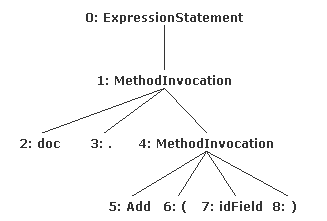 0: ExpressionStatement
1: MethodInvocation
2: doc 3: . 4: MethodInvocation
5: Add 6: ( 7: idField 8: )